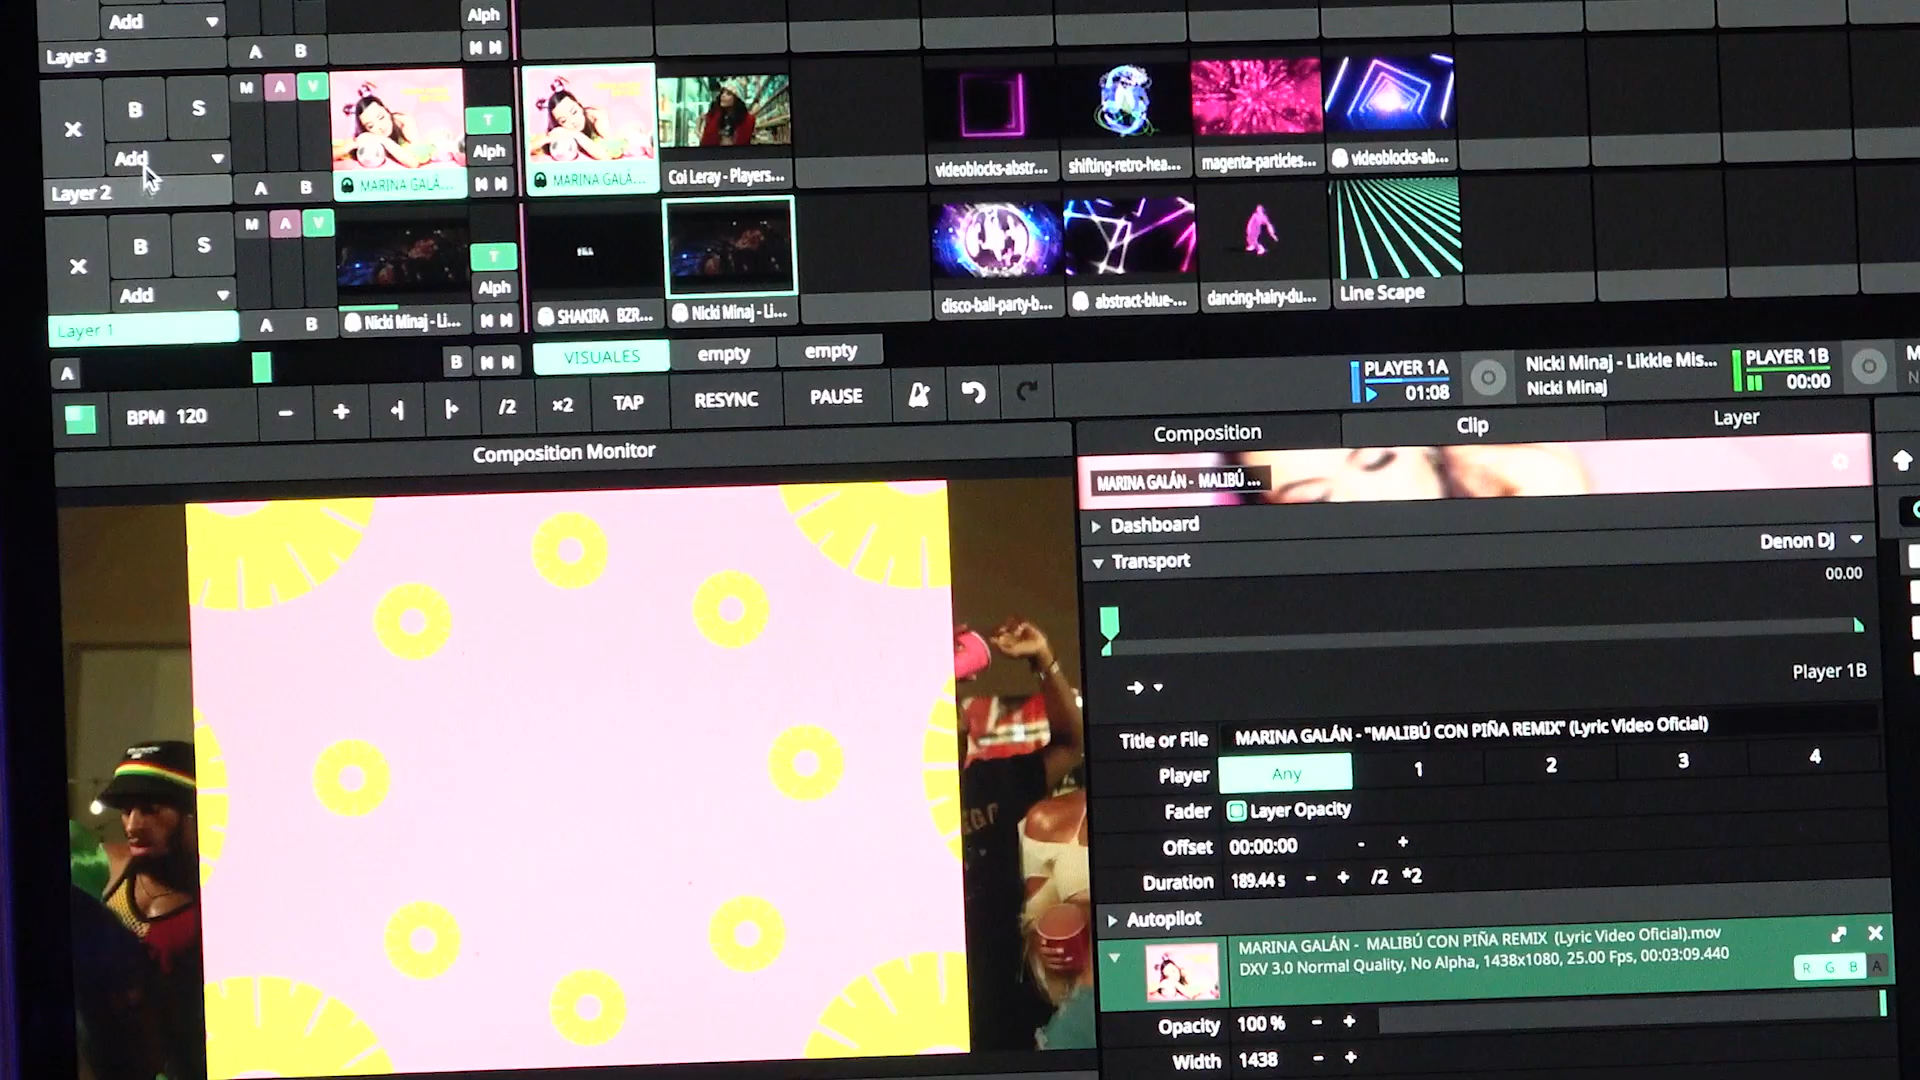 Add
Alph
Layer 3
A
B
M
A
V
B
S
T
Add
Alph
Layer 2
A
B
MARINA GALÁ...
MARINA GALÁ...
Coi Leray - Players...
videoblocks-abstr...
shifting-retro-hea...
magenta-particles...
videoblocks-ab...
M
A
V
B
S
T
Add
Alph
Layer 1
A
B
Nicki Minaj - Li...
SHAKIRA BZR...
Nicki Minaj - Li...
disco-ball-party-b...
abstract-blue-...
dancing-hairy-du...
Line Scape
A
B
VISUALES
empty
empty
BPM 120
/2
x2
TAP
RESYNC
PAUSE
PLAYER 1A
01:08
Nicki Minaj - Likkle Mis...
Nicki Minaj
PLAYER 1B
00:00
Composition Monitor
Composition
Clip
Layer
MARINA GALÁN - MALIBÚ ...
Dashboard
Transport
Denon DJ
00.00
Player 1B
Title or File MARINA GALÁN - "MALIBÚ CON PIÑA REMIX" (Lyric Video Oficial)
Player Any 1 2 3 4
Fader Layer Opacity
Offset 00:00:00 - +
Duration 189.44 s - + /2 *2
Autopilot
MARINA GALÁN - MALIBÚ CON PIÑA REMIX (Lyric Video Oficial).mov
DXV 3.0 Normal Quality, No Alpha, 1438x1080, 25.00 Fps, 00:03:09.440
R G B A
Opacity 100 % - +
Width 1438 - +